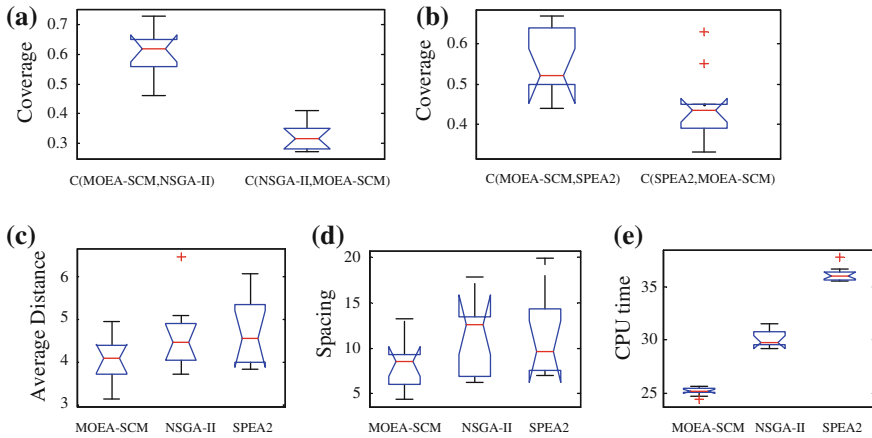 (a)
Coverage
0.7
0.6
0.5
0.4
0.3
C(MOEA-SCM,NSGA-II) C(NSGA-II,MOEA-SCM)
(b)
Coverage
0.6
0.5
0.4
C(MOEA-SCM,SPEA2) C(SPEA2,MOEA-SCM)
(c)
Average Distance
6
5
4
3
MOEA-SCM NSGA-II SPEA2
(d)
Spacing
20
15
10
5
MOEA-SCM NSGA-II SPEA2
(e)
CPU time
35
30
25
MOEA-SCM NSGA-II SPEA2